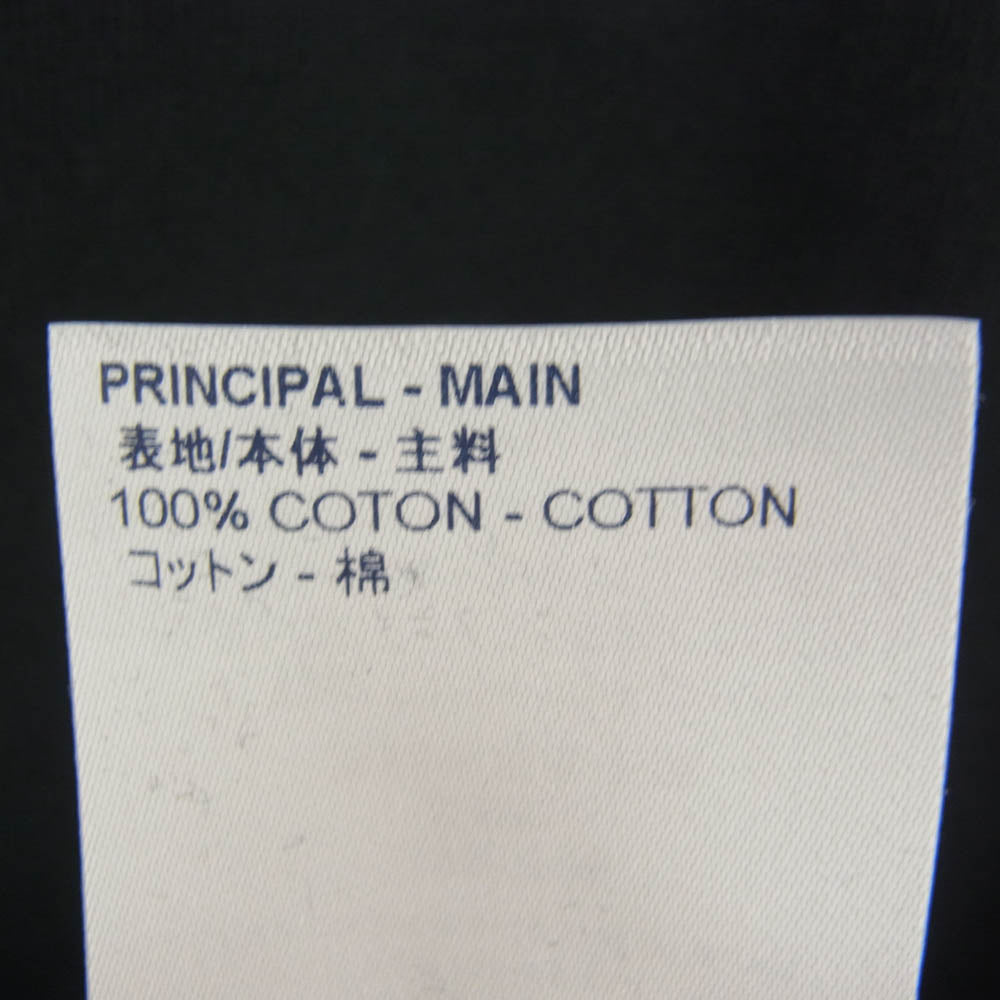 PRINCIPAL - MAIN
表地/本体 - 主料
100% COTON - COTTON
コットン - 棉